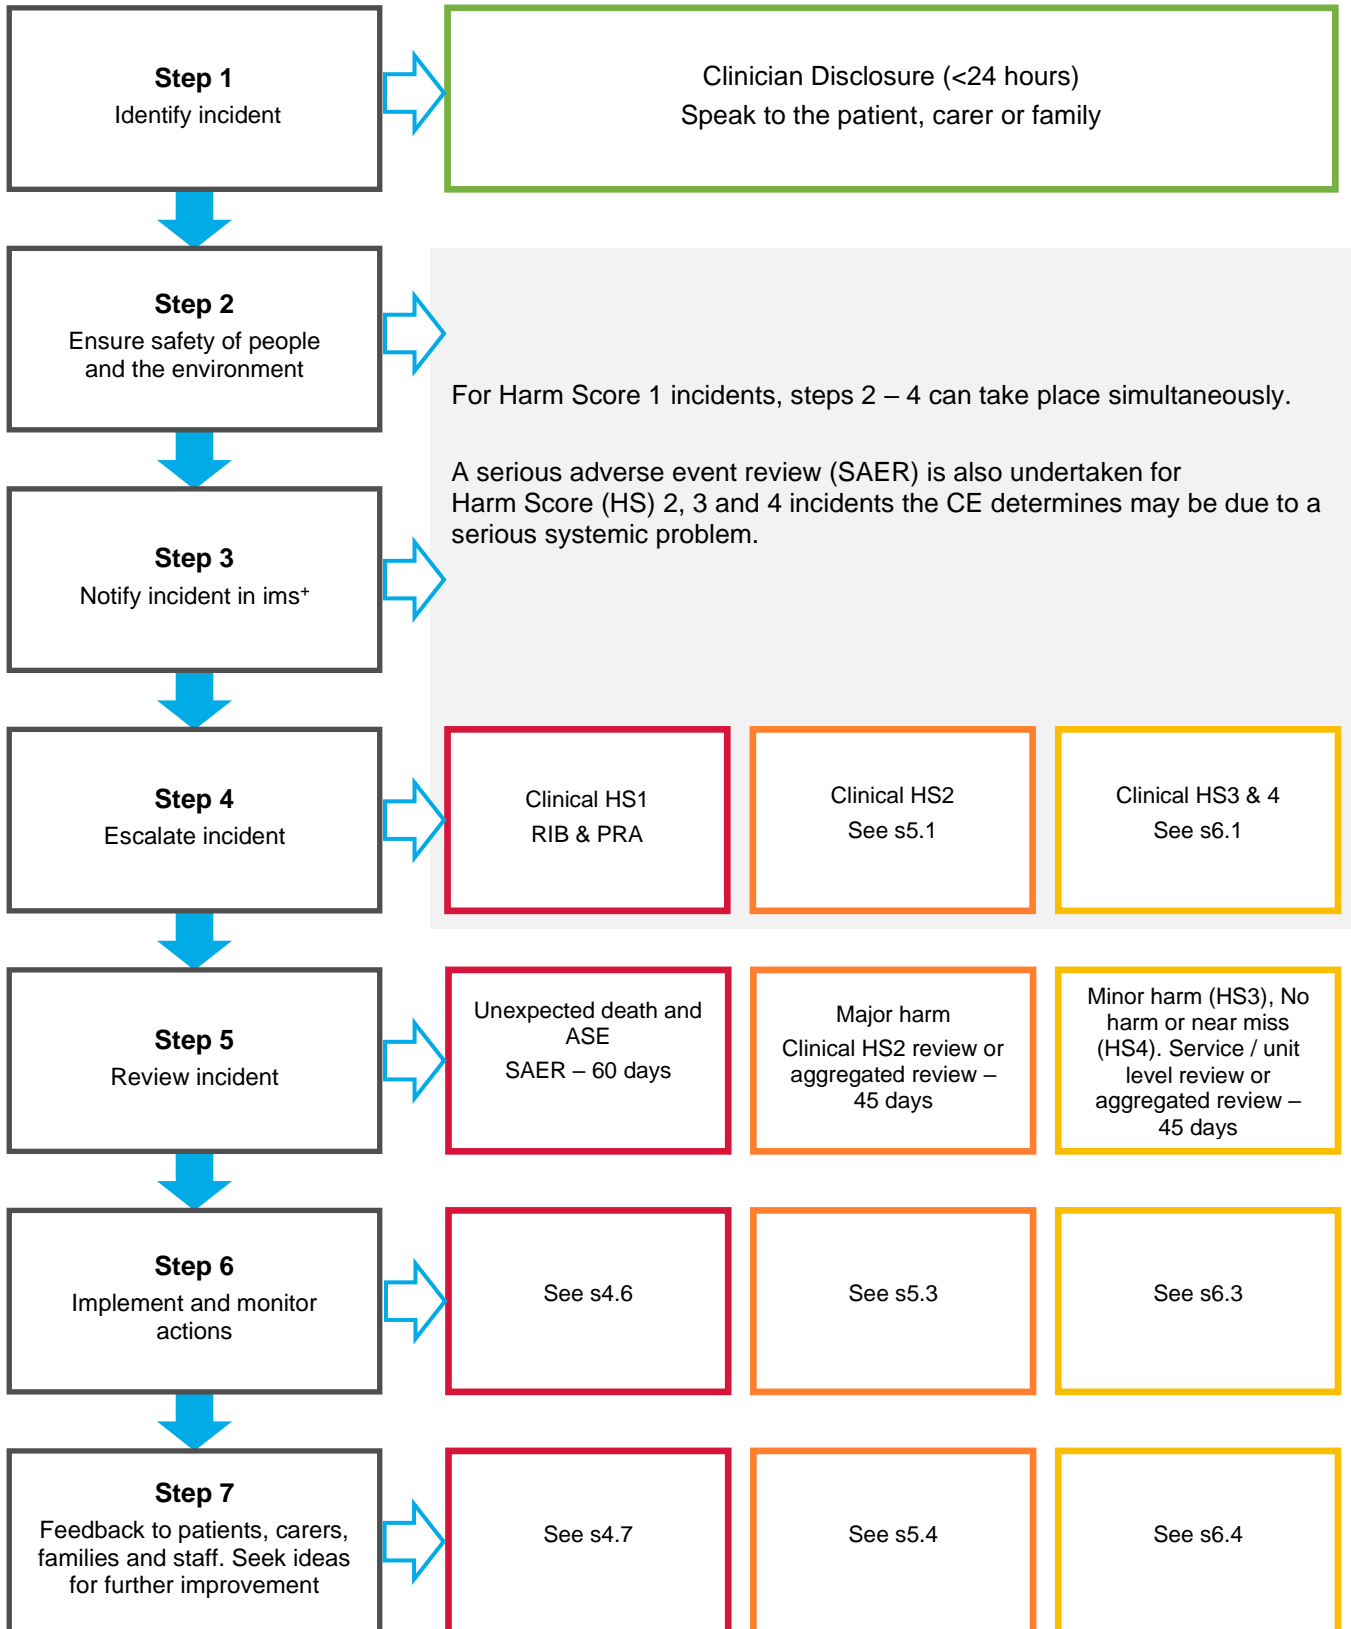 Step 1
Identify incident
Clinician Disclosure (<24 hours)
Speak to the patient, carer or family
Step 2
Ensure safety of people
and the environment
For Harm Score 1 incidents, steps 2 – 4 can take place simultaneously.
A serious adverse event review (SAER) is also undertaken for
Harm Score (HS) 2, 3 and 4 incidents the CE determines may be due to a
serious systemic problem.
Step 3
Notify incident in ims⁺
Step 4
Escalate incident
Clinical HS1
RIB & PRA
Clinical HS2
See s5.1
Clinical HS3 & 4
See s6.1
Step 5
Review incident
Unexpected death and
ASE
SAER – 60 days
Major harm
Clinical HS2 review or
aggregated review –
45 days
Minor harm (HS3), No
harm or near miss
(HS4). Service / unit
level review or
aggregated review –
45 days
Step 6
Implement and monitor
actions
See s4.6
See s5.3
See s6.3
Step 7
Feedback to patients, carers,
families and staff. Seek ideas
for further improvement
See s4.7
See s5.4
See s6.4